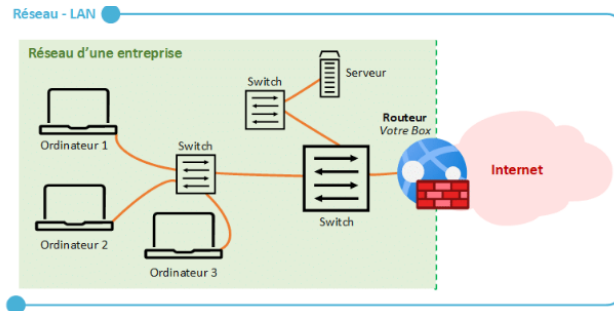 Réseau - LAN
Réseau d'une entreprise
Switch
Serveur
Routeur
Votre Box
Ordinateur 1
Switch
Internet
Switch
Ordinateur 2
Ordinateur 3